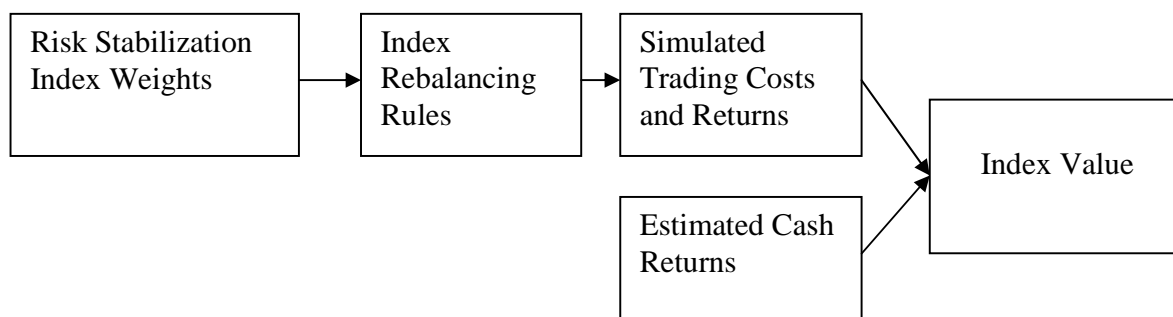 Risk Stabilization
Index Weights
Index
Rebalancing
Rules
Simulated
Trading Costs
and Returns
Index Value
Estimated Cash
Returns